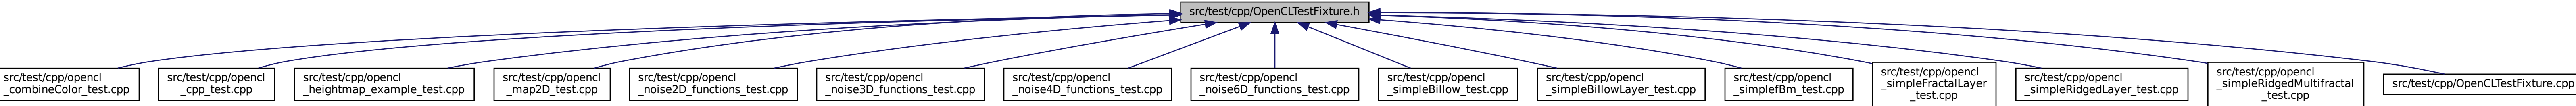 src/test/cpp/OpenCLTestFixture.h
src/test/cpp/opencl
_combineColor_test.cpp
src/test/cpp/opencl
_cpp_test.cpp
src/test/cpp/opencl
_heightmap_example_test.cpp
src/test/cpp/opencl
_map2D_test.cpp
src/test/cpp/opencl
_noise2D_functions_test.cpp
src/test/cpp/opencl
_noise3D_functions_test.cpp
src/test/cpp/opencl
_noise4D_functions_test.cpp
src/test/cpp/opencl
_noise6D_functions_test.cpp
src/test/cpp/opencl
_simpleBillow_test.cpp
src/test/cpp/opencl
_simpleBillowLayer_test.cpp
src/test/cpp/opencl
_simplefBm_test.cpp
src/test/cpp/opencl
_simpleFractalLayer
_test.cpp
src/test/cpp/opencl
_simpleRidgedLayer_test.cpp
src/test/cpp/opencl
_simpleRidgedMultifractal
_test.cpp
src/test/cpp/OpenCLTestFixture.cpp